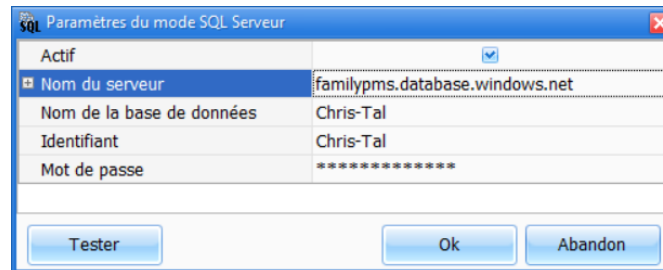 SQL Paramètres du mode SQL Serveur
Actif
Nom du serveur familypms.database.windows.net
Nom de la base de données Chris-Tal
Identifiant Chris-Tal
Mot de passe *************
Tester Ok Abandon